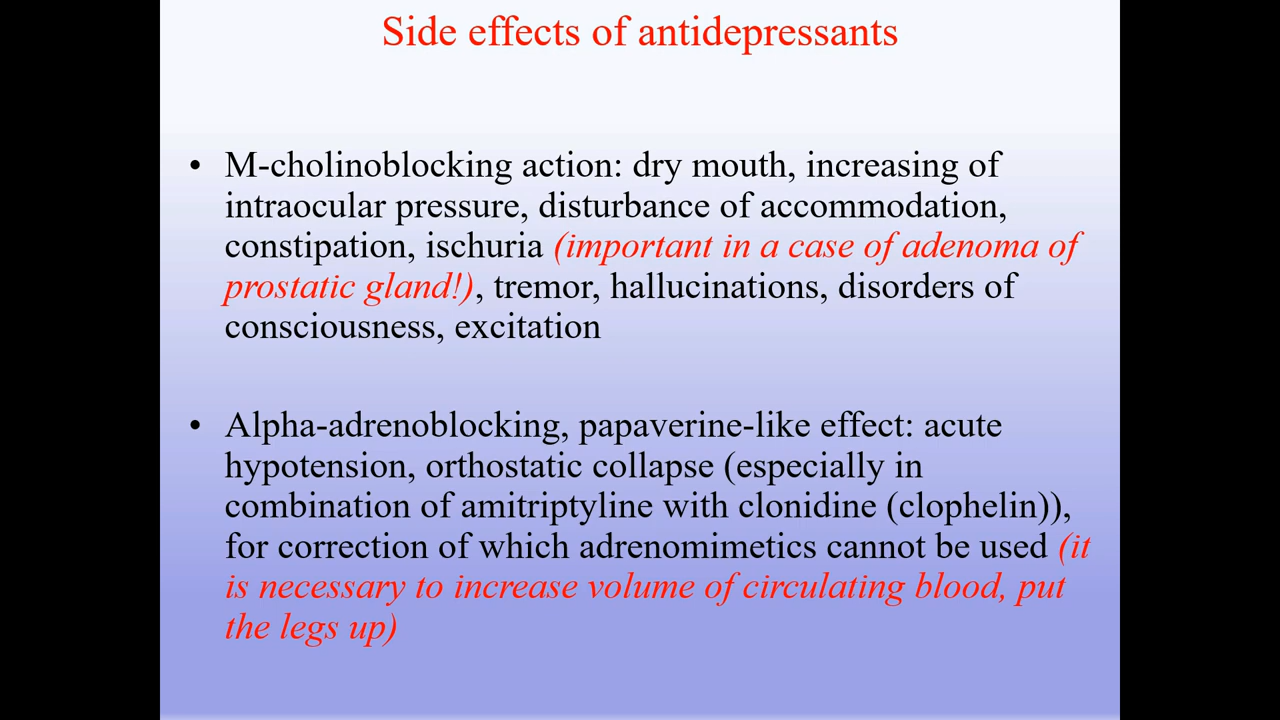 Side effects of antidepressants
• M-cholinoblocking action: dry mouth, increasing of
intraocular pressure, disturbance of accommodation,
constipation, ischuria (important in a case of adenoma of
prostatic gland!), tremor, hallucinations, disorders of
consciousness, excitation
• Alpha-adrenoblocking, papaverine-like effect: acute
hypotension, orthostatic collapse (especially in
combination of amitriptyline with clonidine (clophelin)),
for correction of which adrenomimetics cannot be used (it
is necessary to increase volume of circulating blood, put
the legs up)